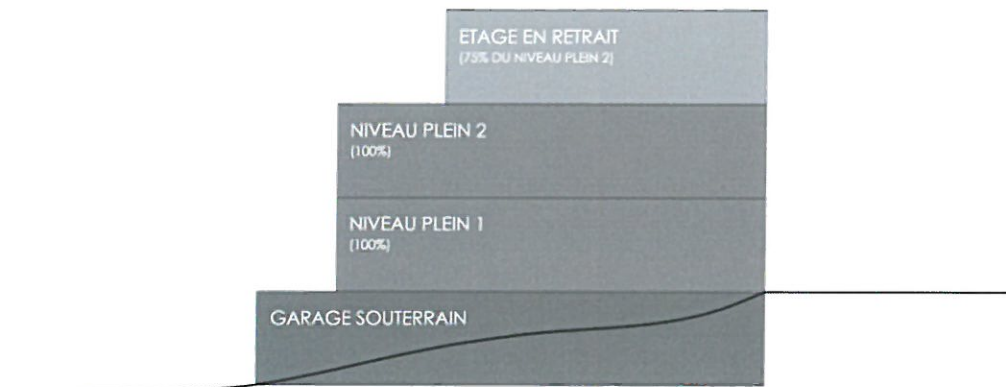 ETAGE EN RETRAIT
(75% DU NIVEAU PLEIN 2)
NIVEAU PLEIN 2
(100%)
NIVEAU PLEIN 1
(100%)
GARAGE SOUTERRAIN